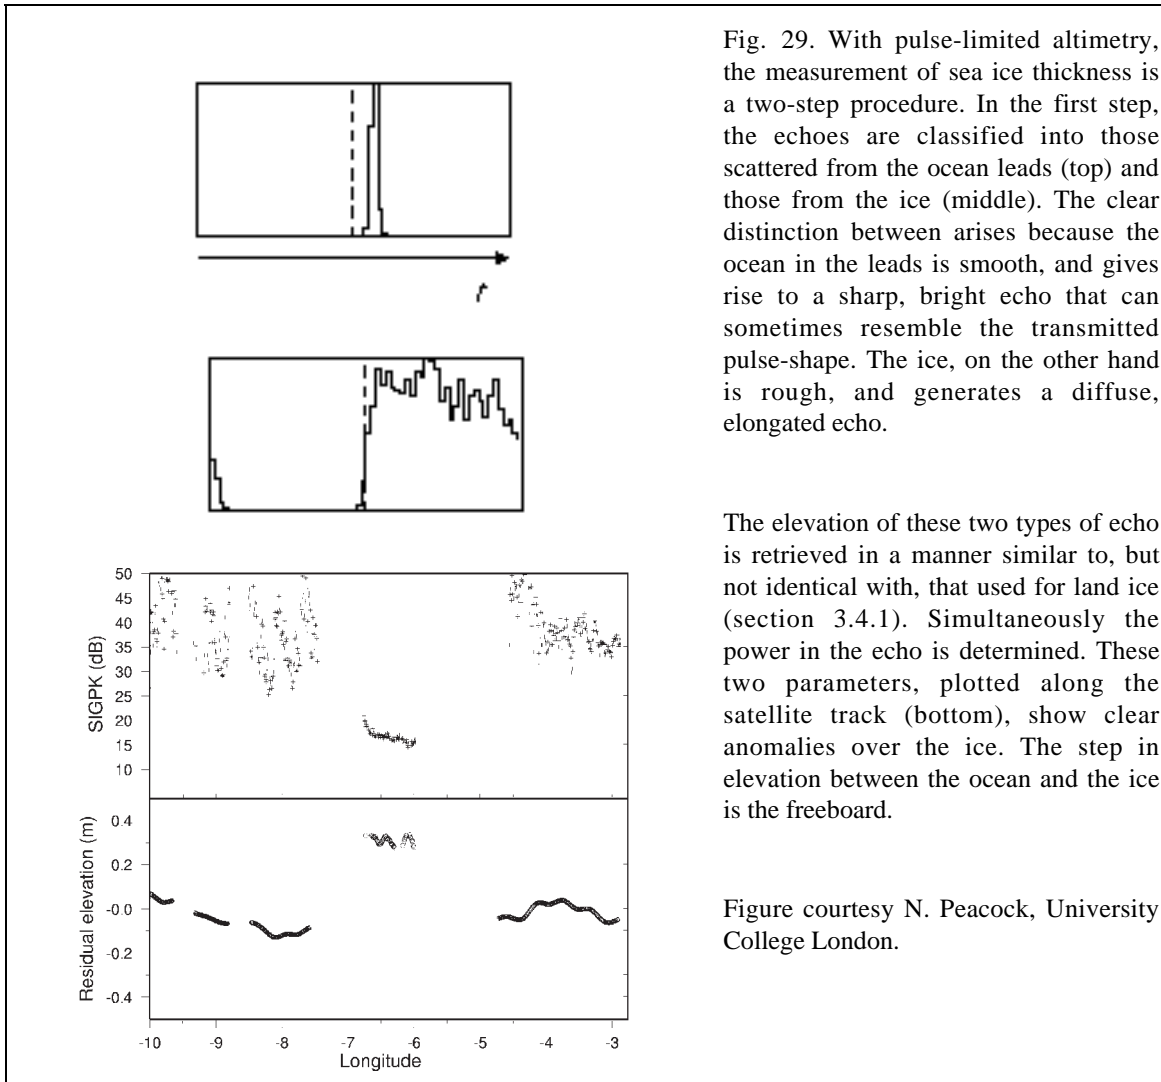 Fig. 29. With pulse-limited altimetry,
the measurement of sea ice thickness is
a two-step procedure. In the first step,
the echoes are classified into those
scattered from the ocean leads (top) and
those from the ice (middle). The clear
distinction between arises because the
ocean in the leads is smooth, and gives
rise to a sharp, bright echo that can
sometimes resemble the transmitted
pulse-shape. The ice, on the other hand
is rough, and generates a diffuse,
elongated echo.
The elevation of these two types of echo
is retrieved in a manner similar to, but
not identical with, that used for land ice
(section 3.4.1). Simultaneously the
power in the echo is determined. These
two parameters, plotted along the
satellite track (bottom), show clear
anomalies over the ice. The step in
elevation between the ocean and the ice
is the freeboard.
Figure courtesy N. Peacock, University
College London.
SIGPK (dB)
50
45
40
35
30
25
20
15
10
Residual elevation (m)
0.4
0.2
-0.0
-0.2
-0.4
-10 -9 -8 -7 -6 -5 -4 -3
Longitude